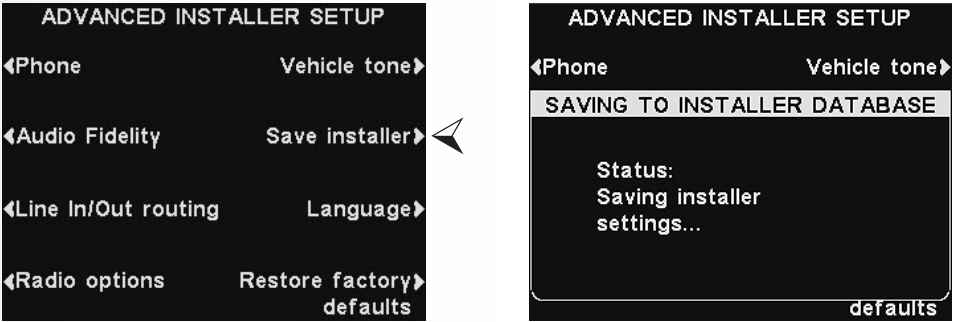 ADVANCED INSTALLER SETUP
Phone
Vehicle tone
Audio Fidelity
Save installer
Line In/Out routing
Language
Radio options
Restore factory
defaults
ADVANCED INSTALLER SETUP
Phone
Vehicle tone
SAVING TO INSTALLER DATABASE
Status:
Saving installer
settings...
defaults